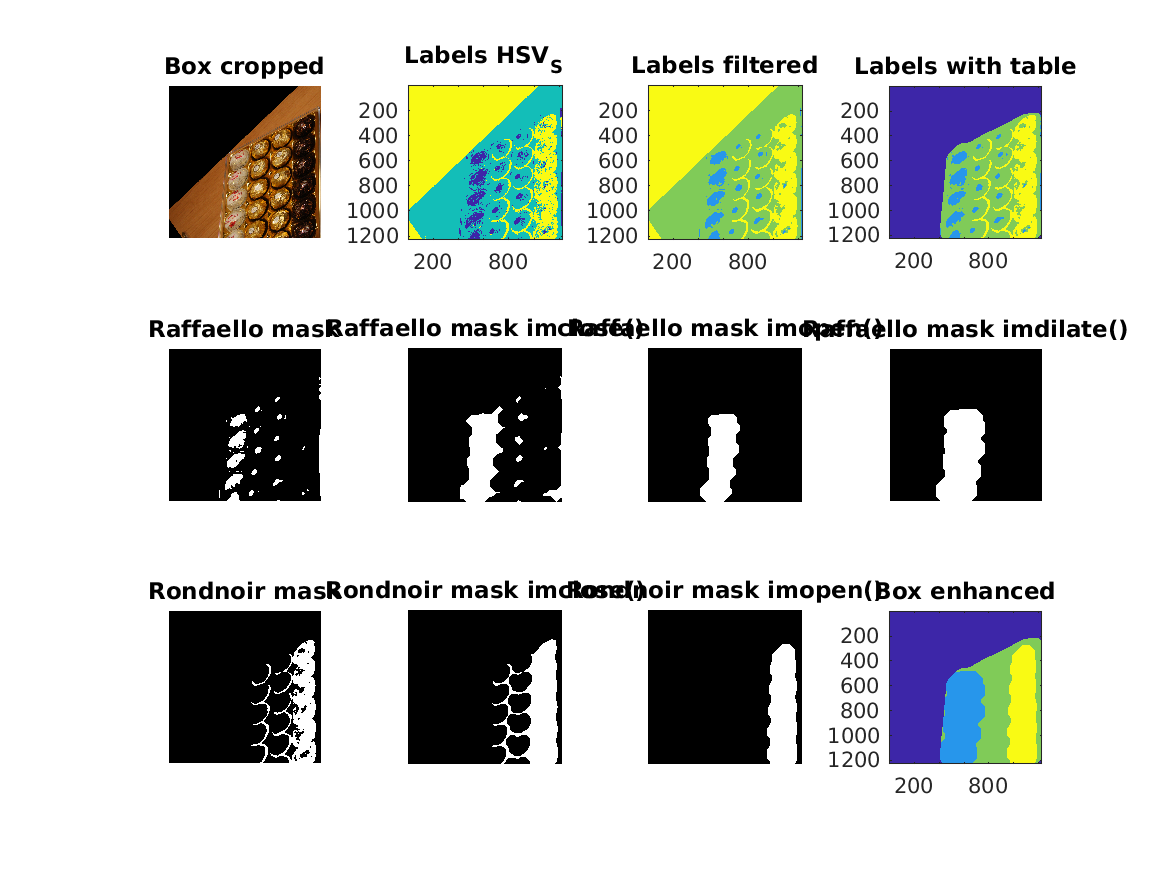 Box cropped
Labels HSV_S
Labels filtered
Labels with table
200
400
600
800
1000
1200
200 800
200
400
600
800
1000
1200
200 800
200
400
600
800
1000
1200
200 800
Raffaello mask
Raffaello mask imclose()
Raffaello mask imopen()
Raffaello mask imdilate()
Rondnoir mask
Rondnoir mask imclose()
Rondnoir mask imopen()
Box enhanced
200
400
600
800
1000
1200
200 800